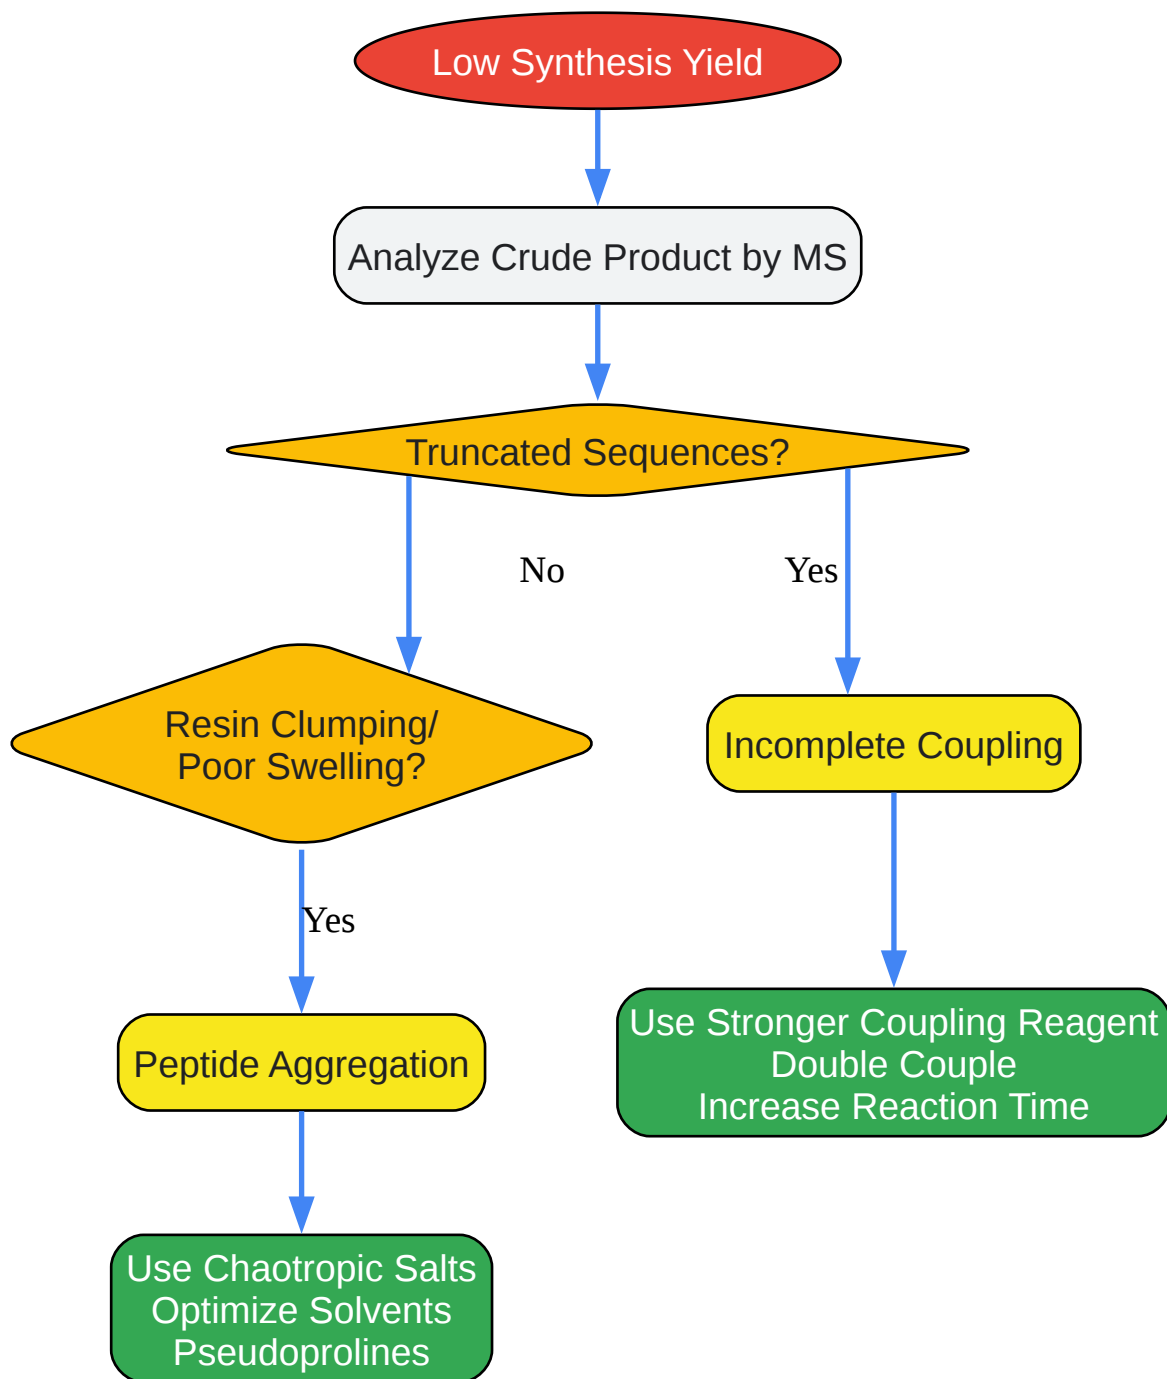 Low Synthesis Yield
Analyze Crude Product by MS
Truncated Sequences?
No
Yes
Resin Clumping/
Poor Swelling?
Incomplete Coupling
Yes
Peptide Aggregation
Use Stronger Coupling Reagent
Double Couple
Increase Reaction Time
Use Chaotropic Salts
Optimize Solvents
Pseudoprolines